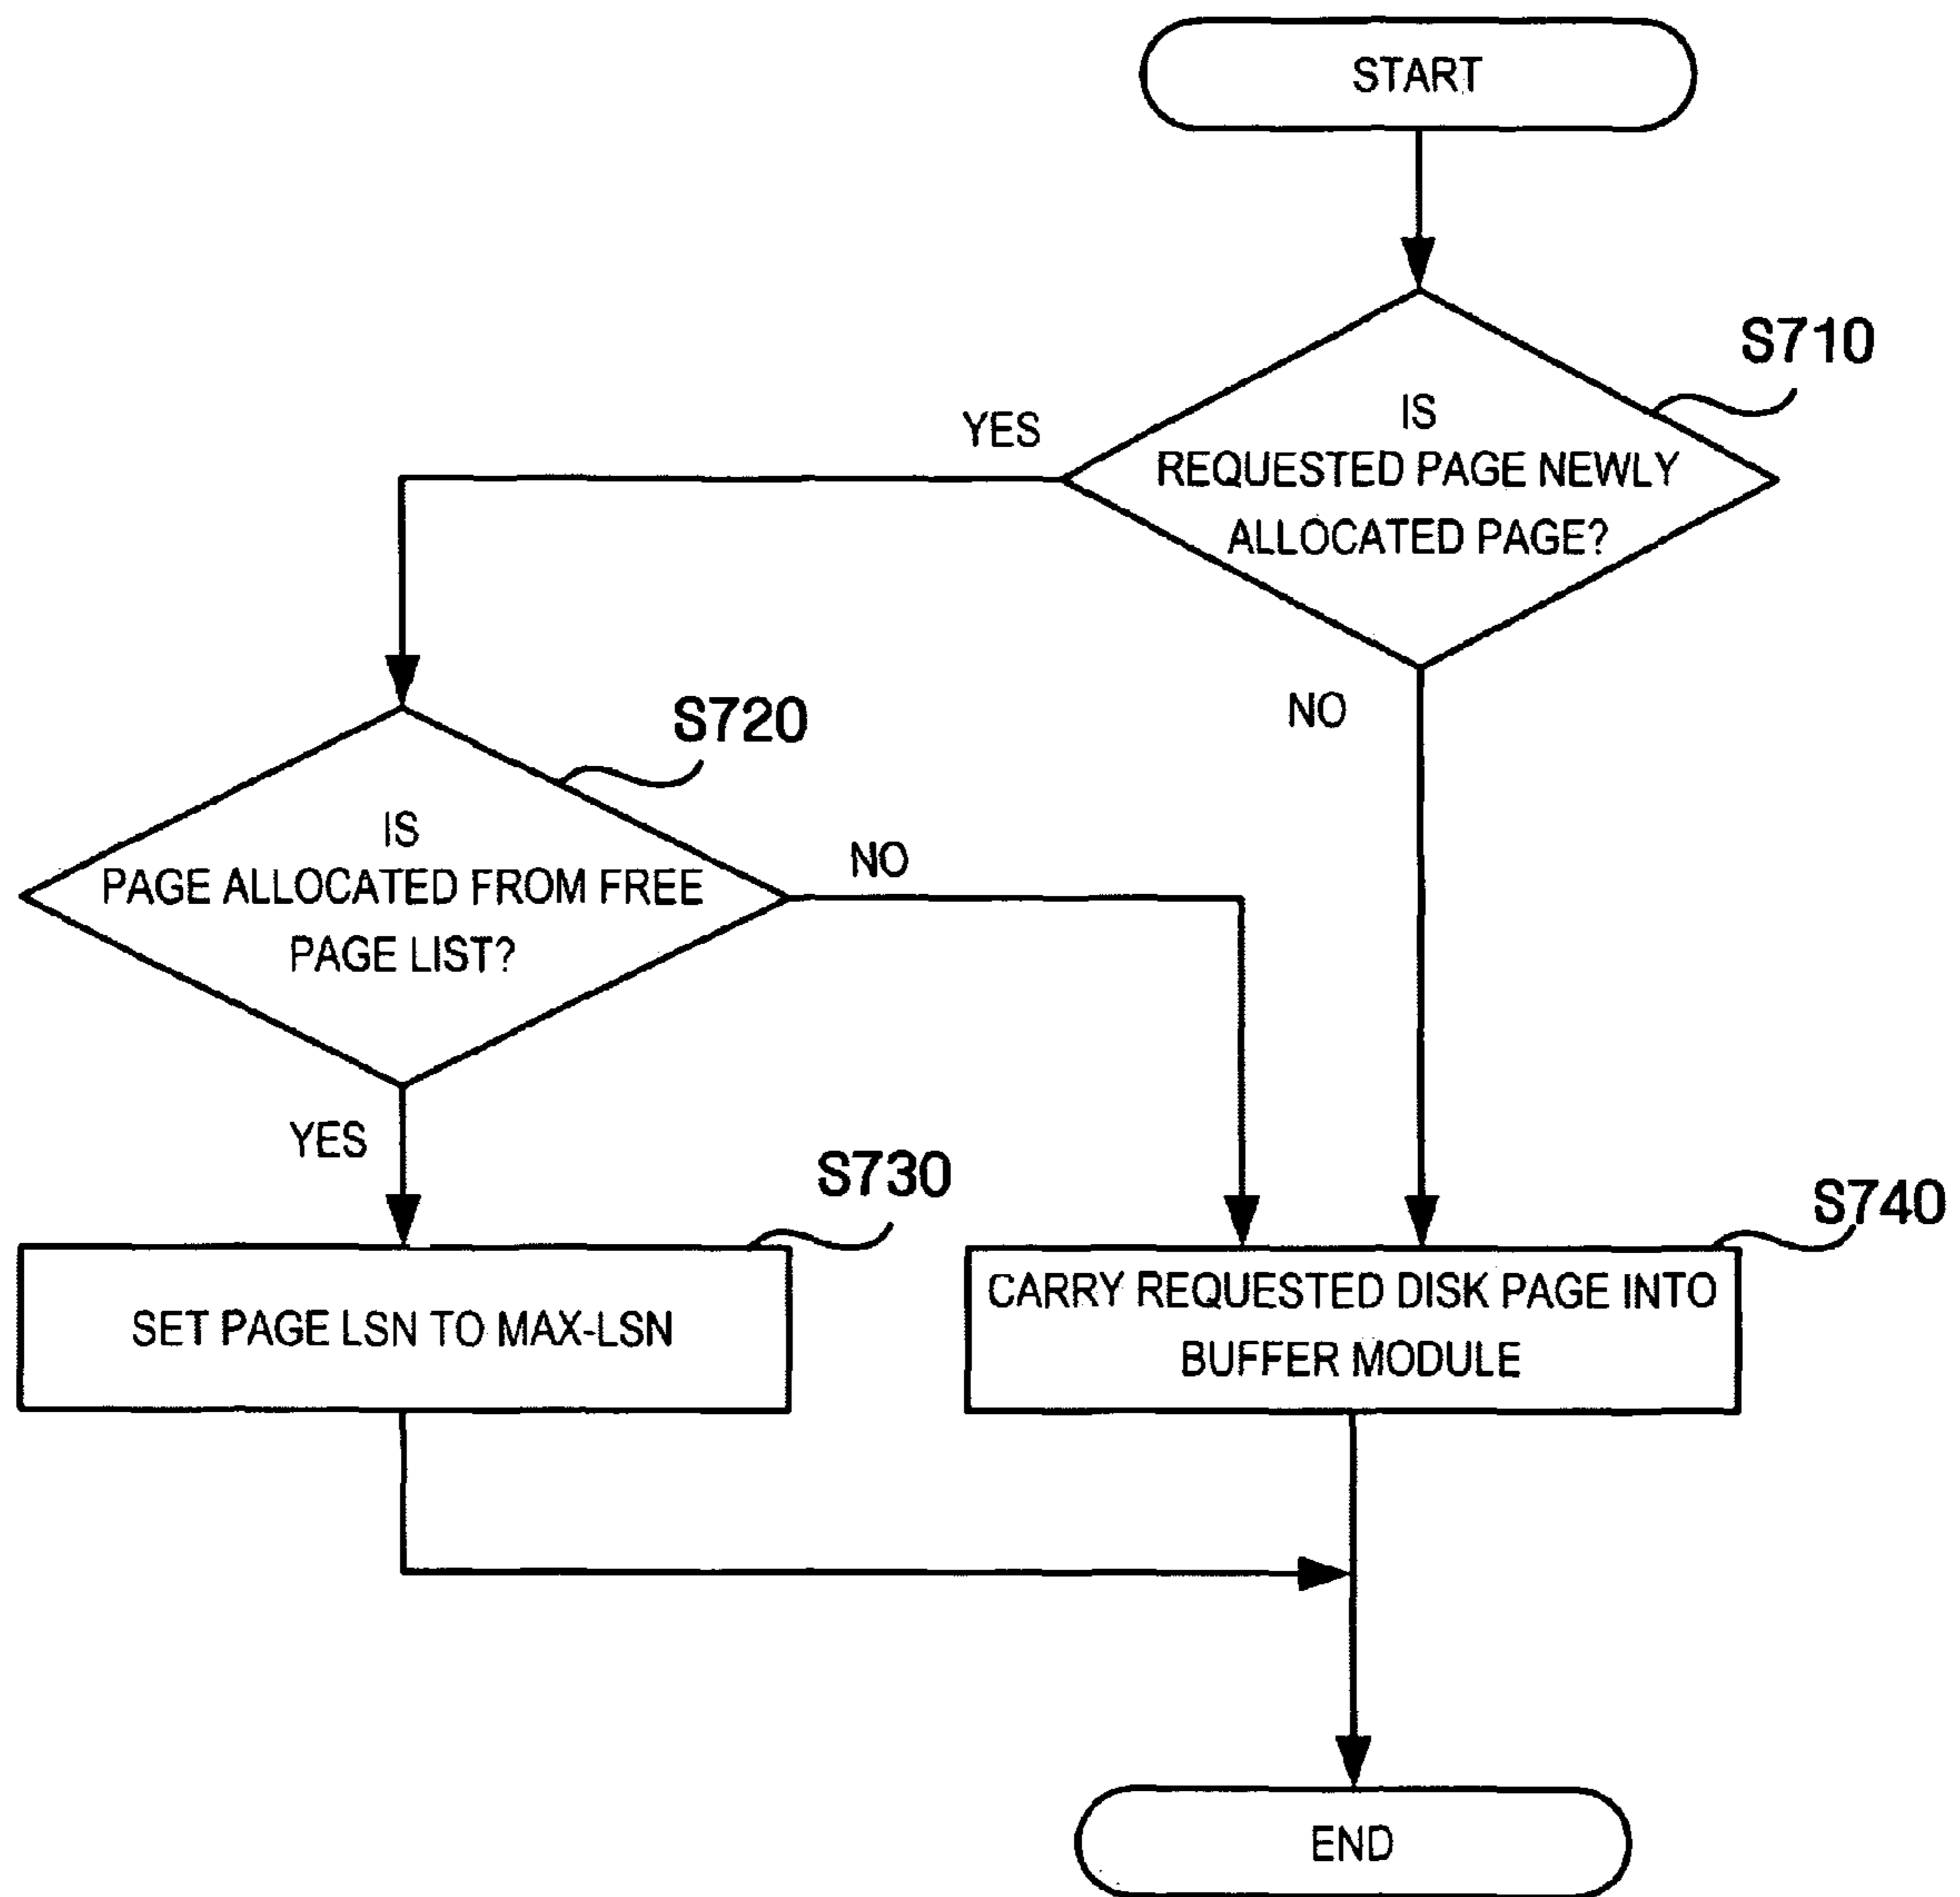 START
S710
YES
IS
REQUESTED PAGE NEWLY
ALLOCATED PAGE?
NO
S720
IS
PAGE ALLOCATED FROM FREE
PAGE LIST?
NO
YES
S730
S740
SET PAGE LSN TO MAX-LSN
CARRY REQUESTED DISK PAGE INTO
BUFFER MODULE
END